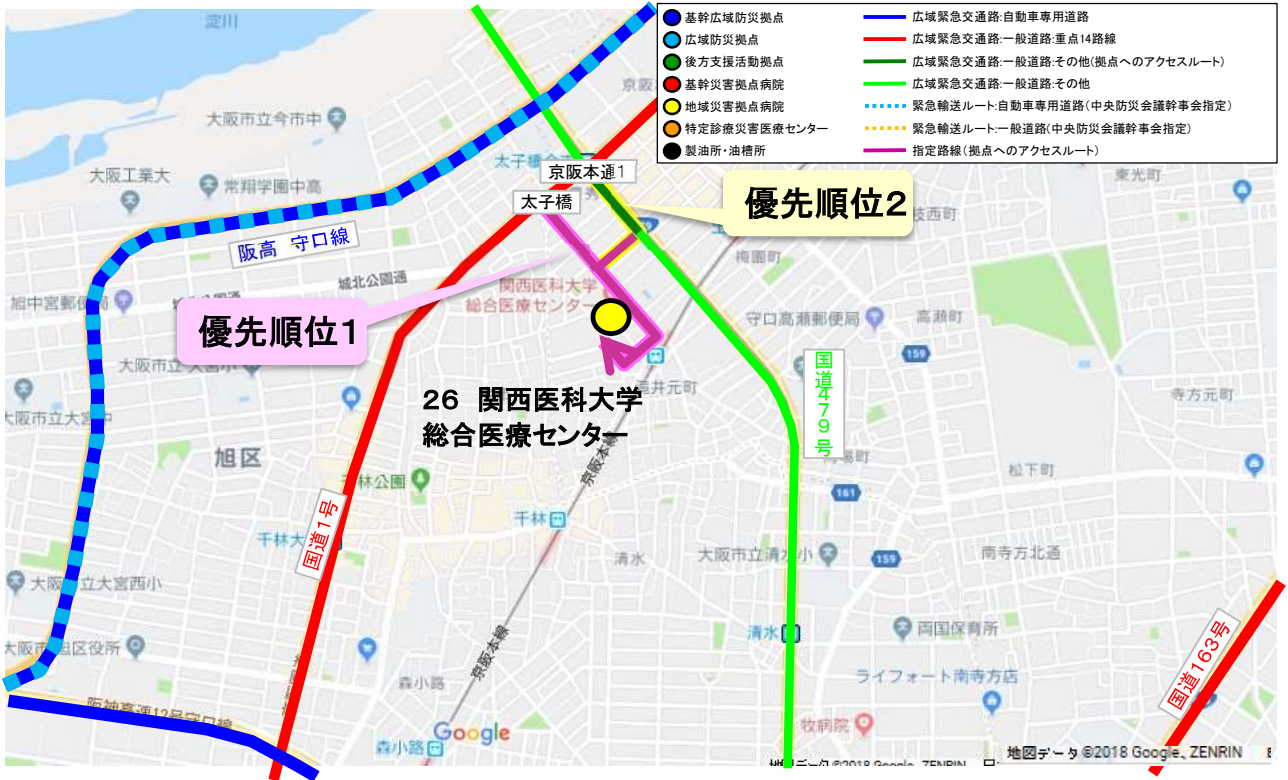 淀川
基幹広域防災拠点
広域防災拠点
後方支援活動拠点
基幹災害拠点病院
地域災害拠点病院
特定診療災害医療センター
製油所・油槽所
広域緊急交通路:自動車専用道路
広域緊急交通路:一般道路:重点14路線
広域緊急交通路:一般道路:その他(拠点へのアクセスルート)
広域緊急交通路:一般道路:その他
緊急輸送ルート:自動車専用道路(中央防災会議幹事会指定)
緊急輸送ルート:一般道路(中央防災会議幹事会指定)
指定路線(拠点へのアクセスルート)
大阪市立今市中
大阪工業大
常翔学園中高
京阪本通1
太子橋
東光町
優先順位2
阪高 守口線
城北公園通
梅園町
旭中宮郵便局
関西医科大学
総合医療センター
優先順位1
守口高瀬郵便局
高瀬町
159
国道479号
26 関西医科大学
総合医療センター
寺方元町
旭区
京阪本線
千林公園
松下町
161
国道1号
千林
清水
大阪市立清水小
159
南寺方北通
大阪市立大宮西小
清水
両国保育所
京阪本線
森小路
ライフォート南寺方店
国道163号
阪神高速12号守口線
Google
牧病院
森小路
地図データ ©2018 Google、ZENRIN
地図データ ©2018 Google、ZENRIN